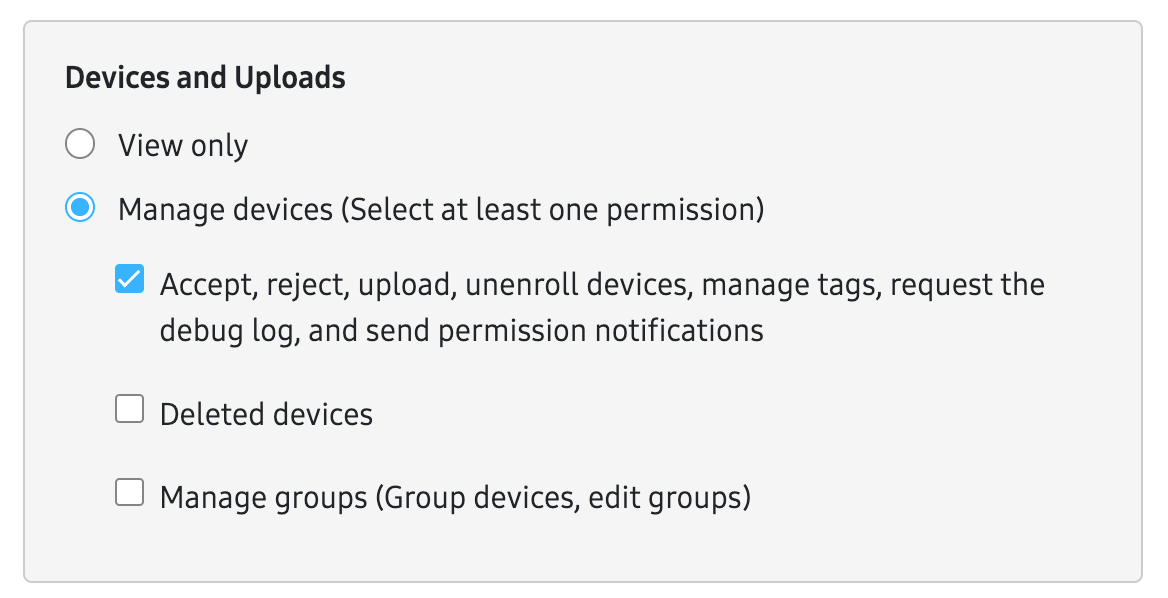 Devices and Uploads
View only
Manage devices (Select at least one permission)
Accept, reject, upload, unenroll devices, manage tags, request the
debug log, and send permission notifications
Deleted devices
Manage groups (Group devices, edit groups)